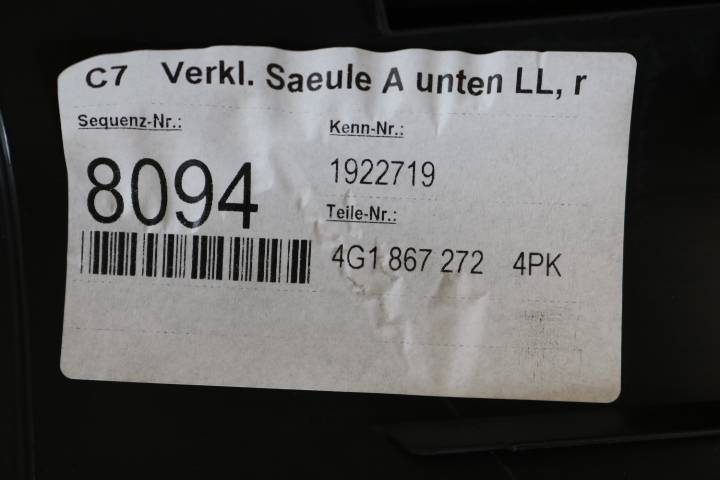 C7 Verkl. Saeule A unten LL, r
Sequenz-Nr.:
8094
Kenn-Nr.:
1922719
Teile-Nr.:
4G1 867 272 4PK